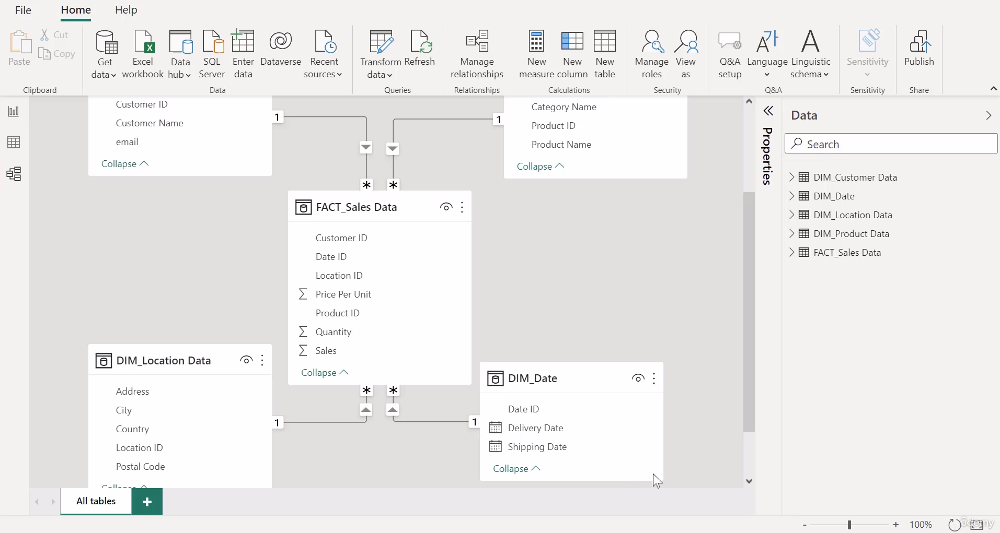 File
Home
Help
Paste
Cut
Copy
Clipboard
Get data
Excel workbook
Data hub
SQL Server
Enter data
Dataverse
Recent sources
Data
Transform data
Refresh
Queries
Manage relationships
Relationships
New measure
New column
New table
Calculations
Manage roles
View as
Security
Q&A setup
Language
Linguistic schema
Q&A
Sensitivity
Sensitivity
Publish
Share
Customer ID
Customer Name
email
Collapse
1
*
Category Name
Product ID
Product Name
Collapse
1
*
FACT_Sales Data
Customer ID
Date ID
Location ID
Σ Price Per Unit
Product ID
Σ Quantity
Σ Sales
Collapse
*
*
DIM_Location Data
Address
City
Country
Location ID
Postal Code
Collapse
1
DIM_Date
Date ID
Delivery Date
Shipping Date
Collapse
1
Properties
Data
Search
DIM_Customer Data
DIM_Date
DIM_Location Data
DIM_Product Data
FACT_Sales Data
All tables
+
- + 100%
ûdemy